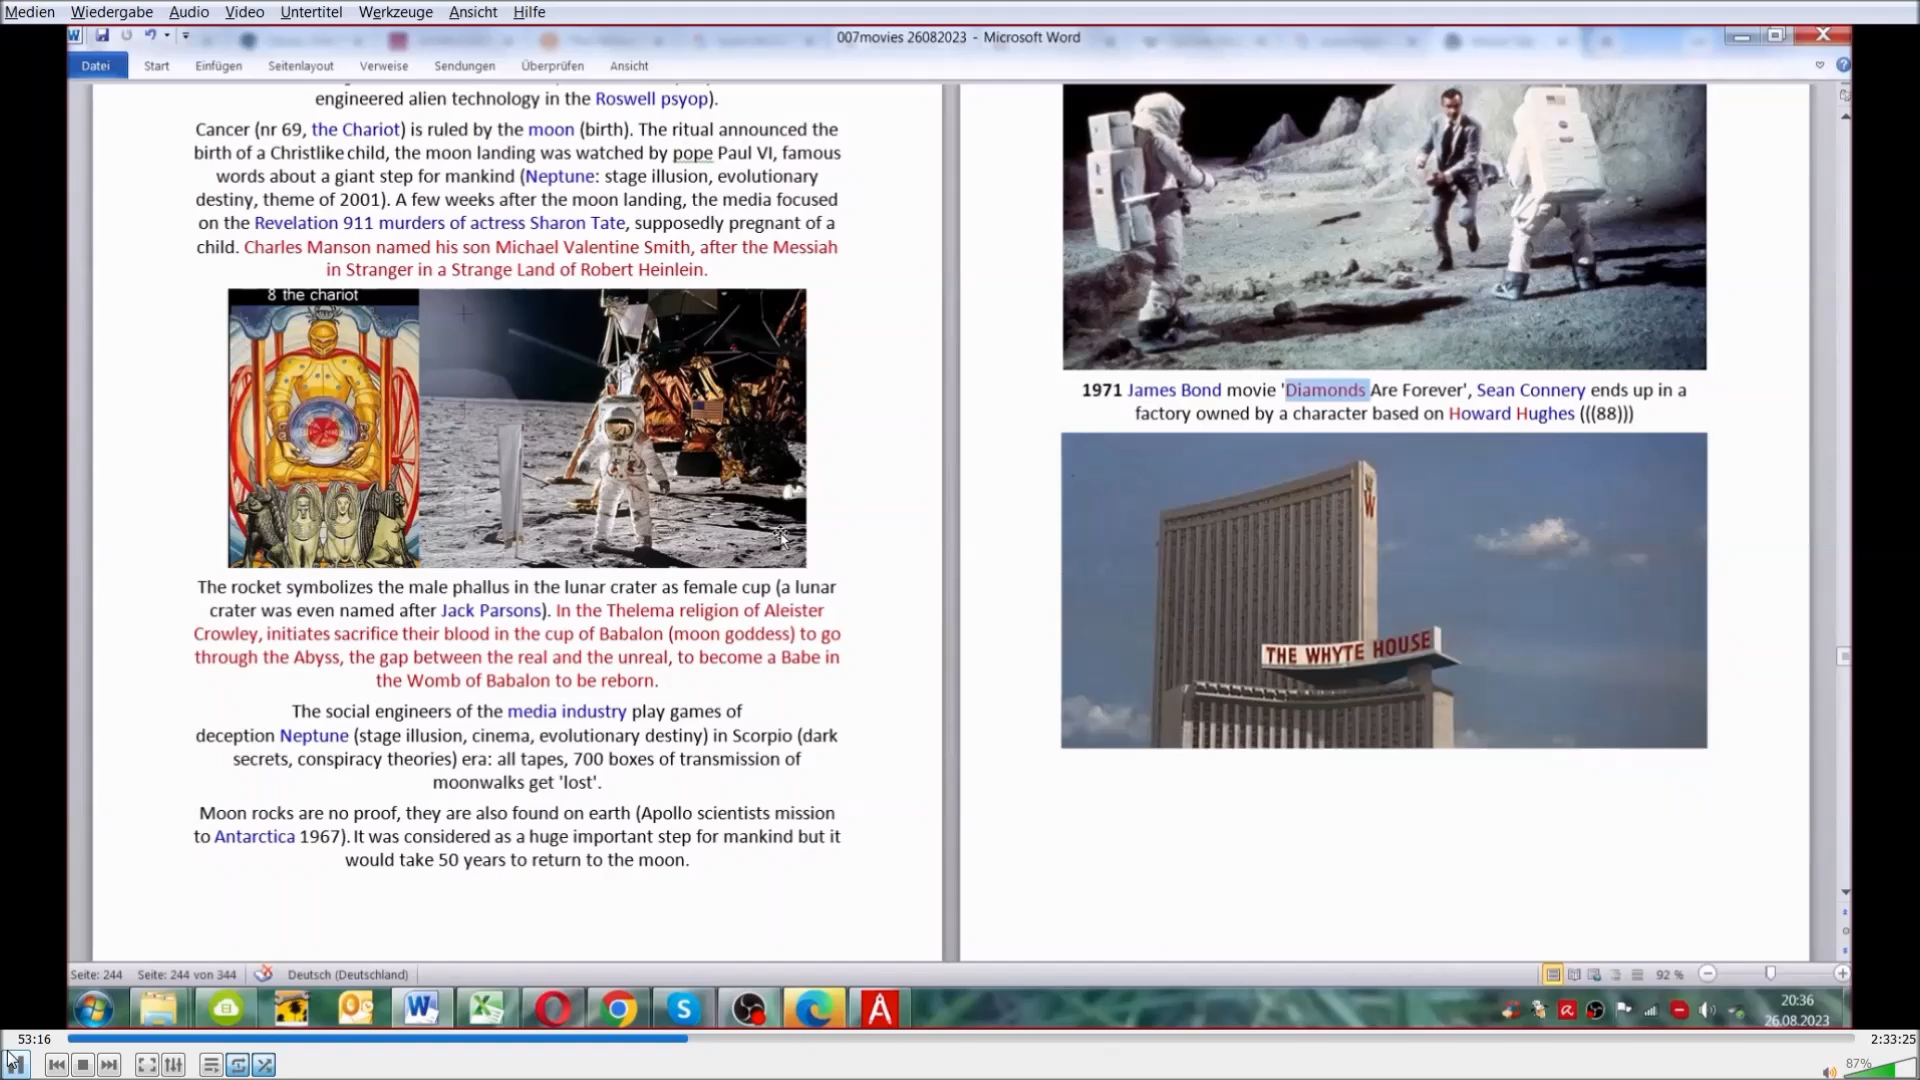 Medien Wiedergabe Audio Video Untertitel Werkzeuge Ansicht Hilfe
007movies 26082023 - Microsoft Word
Datei Start Einfügen Seitenlayout Verweise Sendungen Überprüfen Ansicht
engineered alien technology in the Roswell psyop).
Cancer (nr 69, the Chariot) is ruled by the moon (birth). The ritual announced the
birth of a Christlike child, the moon landing was watched by pope Paul VI, famous
words about a giant step for mankind (Neptune: stage illusion, evolutionary
destiny, theme of 2001). A few weeks after the moon landing, the media focused
on the Revelation 911 murders of actress Sharon Tate, supposedly pregnant of a
child. Charles Manson named his son Michael Valentine Smith, after the Messiah
in Stranger in a Strange Land of Robert Heinlein.
8 the chariot
The rocket symbolizes the male phallus in the lunar crater as female cup (a lunar
crater was even named after Jack Parsons). In the Thelema religion of Aleister
Crowley, initiates sacrifice their blood in the cup of Babalon (moon goddess) to go
through the Abyss, the gap between the real and the unreal, to become a Babe in
the Womb of Babalon to be reborn.
The social engineers of the media industry play games of
deception Neptune (stage illusion, cinema, evolutionary destiny) in Scorpio (dark
secrets, conspiracy theories) era: all tapes, 700 boxes of transmission of
moonwalks get 'lost'.
Moon rocks are no proof, they are also found on earth (Apollo scientists mission
to Antarctica 1967). It was considered as a huge important step for mankind but it
would take 50 years to return to the moon.
1971 James Bond movie 'Diamonds Are Forever', Sean Connery ends up in a
factory owned by a character based on Howard Hughes (((88)))
W
THE WHYTE HOUSE
Seite: 244 Seite: 244 von 344 Deutsch (Deutschland) 92 %
20:36
26.08.2023
53:16 2:33:25
87%